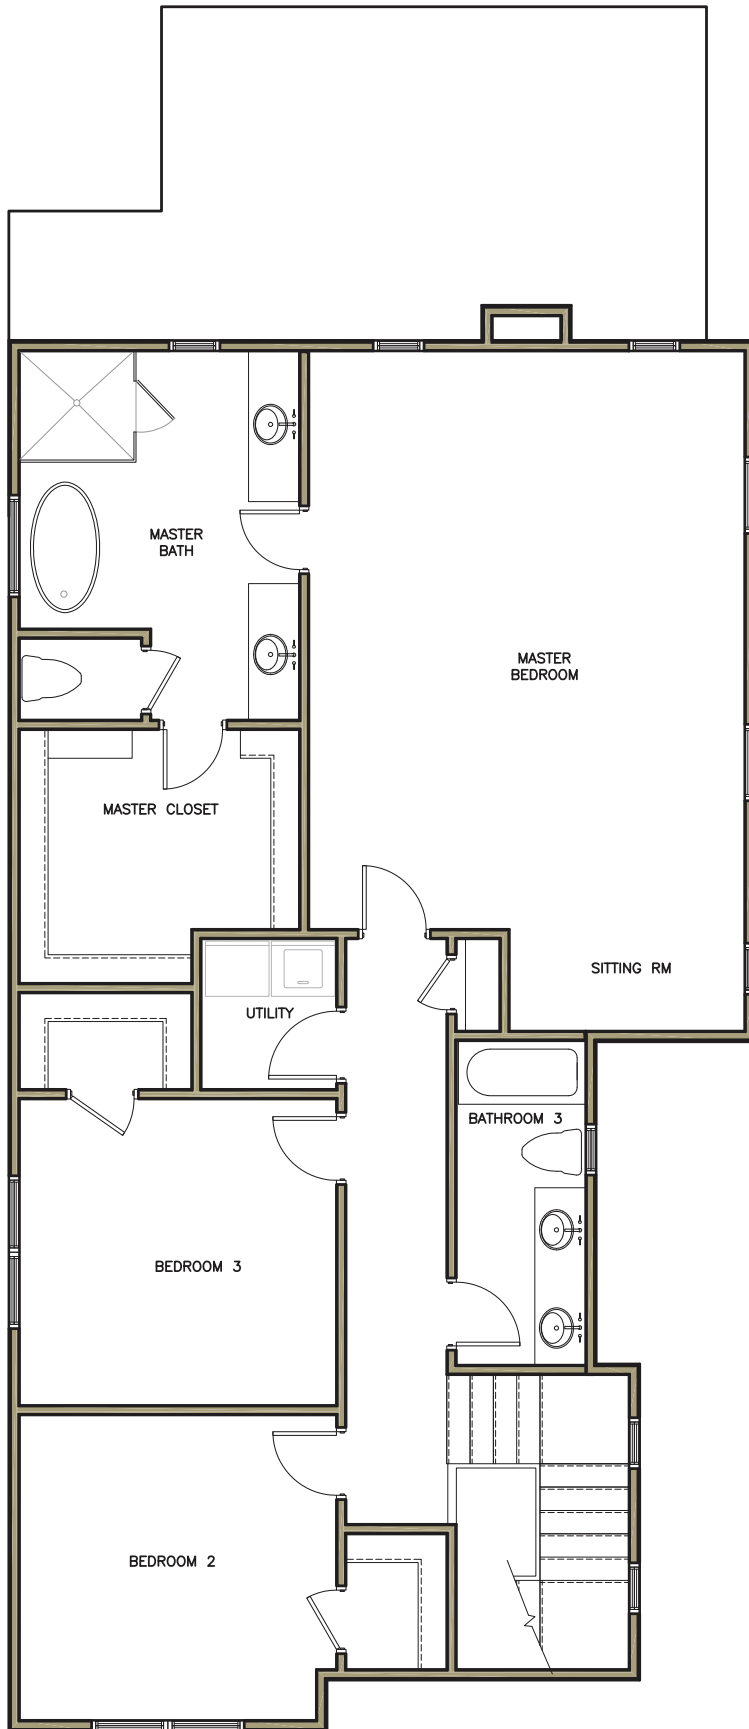 MASTER
BATH
MASTER
BEDROOM
MASTER CLOSET
SITTING RM
UTILITY
BATHROOM 3
BEDROOM 3
BEDROOM 2